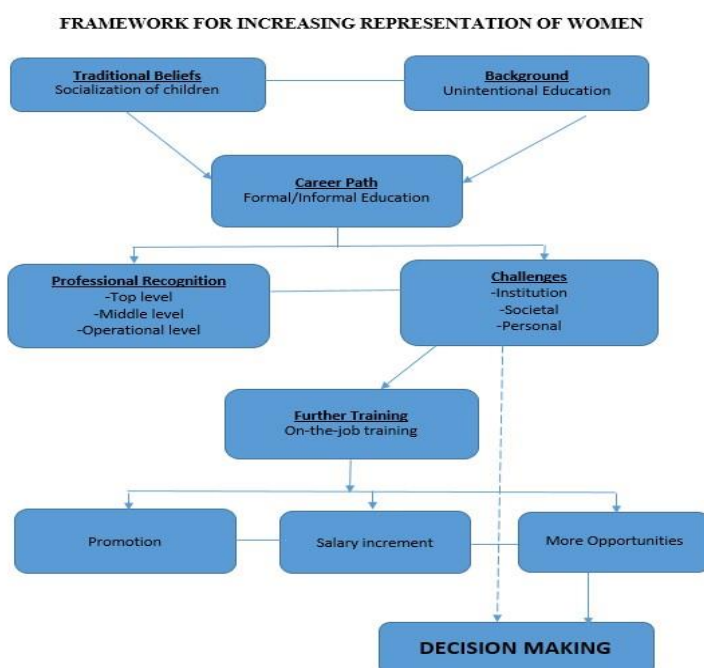 FRAMEWORK FOR INCREASING REPRESENTATION OF WOMEN
Traditional Beliefs
Socialization of children
Background
Unintentional Education
Career Path
Formal/Informal Education
Professional Recognition
-Top level
-Middle level
-Operational level
Challenges
-Institution
-Societal
-Personal
Further Training
On-the-job training
Promotion
Salary increment
More Opportunities
DECISION MAKING